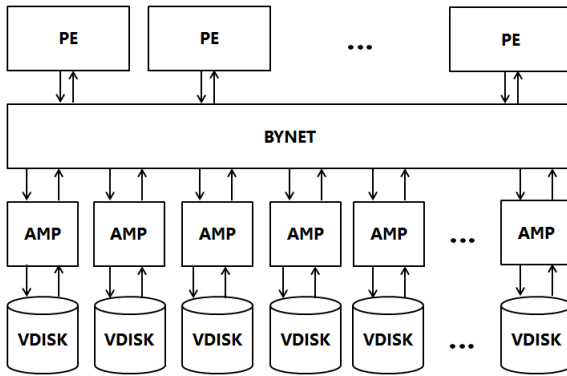 PE PE ... PE
BYNET
AMP AMP AMP AMP AMP ... AMP
VDISK VDISK VDISK VDISK VDISK ... VDISK